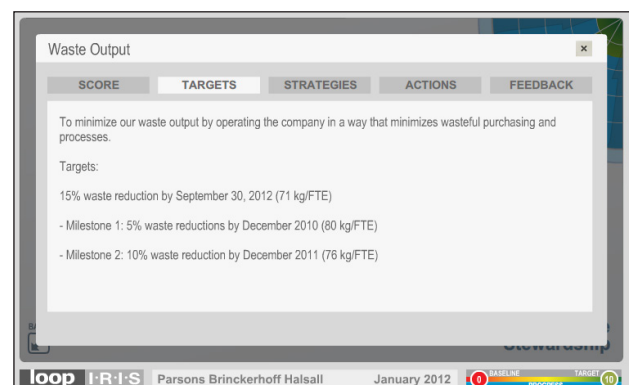 Waste Output
×
SCORE TARGETS STRATEGIES ACTIONS FEEDBACK
To minimize our waste output by operating the company in a way that minimizes wasteful purchasing and
processes.
Targets:
15% waste reduction by September 30, 2012 (71 kg/FTE)
- Milestone 1: 5% waste reductions by December 2010 (80 kg/FTE)
- Milestone 2: 10% waste reduction by December 2011 (76 kg/FTE)
Stewardship
loop I·R·I·S Parsons Brinckerhoff Halsall January 2012 0 BASELINE TARGET 10
PROGRESS